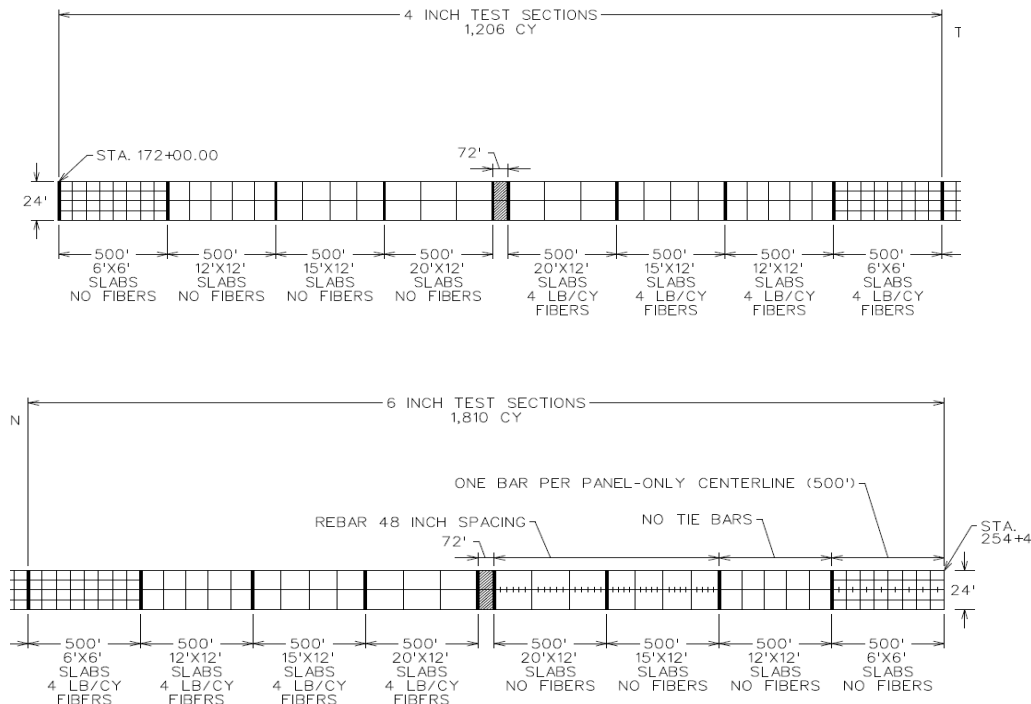 4 INCH TEST SECTIONS
1,206 CY
T
STA. 172+00.00
72'
24'
500'
6'X6'
SLABS
NO FIBERS
500'
12'X12'
SLABS
NO FIBERS
500'
15'X12'
SLABS
NO FIBERS
500'
20'X12'
SLABS
NO FIBERS
500'
20'X12'
SLABS
4 LB/CY
FIBERS
500'
15'X12'
SLABS
4 LB/CY
FIBERS
500'
12'X12'
SLABS
4 LB/CY
FIBERS
500'
6'X6'
SLABS
4 LB/CY
FIBERS
6 INCH TEST SECTIONS
1,810 CY
N
ONE BAR PER PANEL-ONLY CENTERLINE (500')
REBAR 48 INCH SPACING
NO TIE BARS
STA.
254+4
72'
24'
500'
6'X6'
SLABS
4 LB/CY
FIBERS
500'
12'X12'
SLABS
4 LB/CY
FIBERS
500'
15'X12'
SLABS
4 LB/CY
FIBERS
500'
20'X12'
SLABS
4 LB/CY
FIBERS
500'
20'X12'
SLABS
NO FIBERS
500'
15'X12'
SLABS
NO FIBERS
500'
12'X12'
SLABS
NO FIBERS
500'
6'X6'
SLABS
NO FIBERS